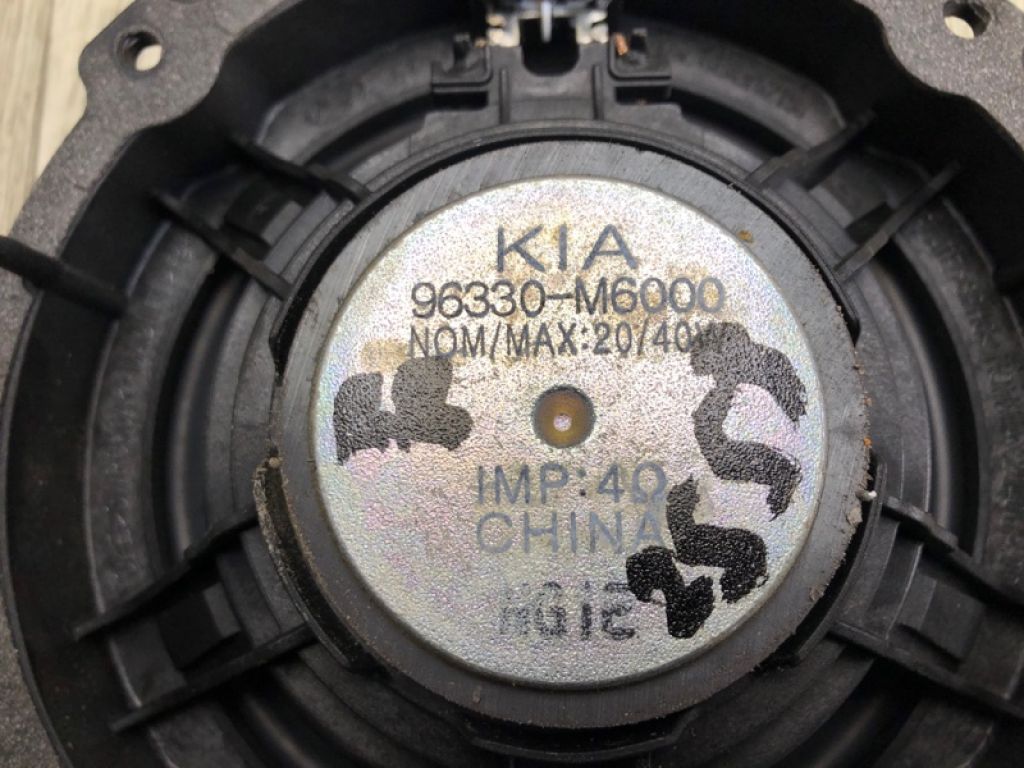 KIA
96330-M6000
NOM/MAX:20/40W
IMP:4Ω
CHINA